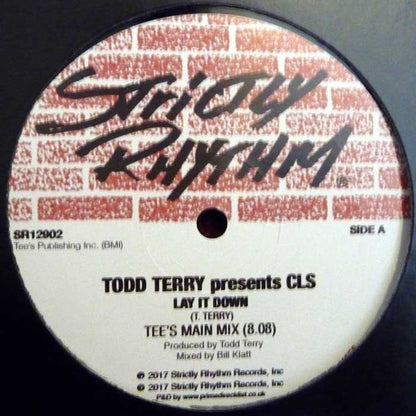 STRICTLY
RHYTHM ®
SR12902
SIDE A
Tee's Publishing Inc. (BMI)
TODD TERRY presents CLS
LAY IT DOWN
(T. TERRY)
TEE'S MAIN MIX (8.08)
Produced by Todd Terry
Mixed by Bill Klatt
℗ 2017 Strictly Rhythm Records, Inc
© 2017 Strictly Rhythm Records, Inc
P&D by www.primedirectdist.co.uk